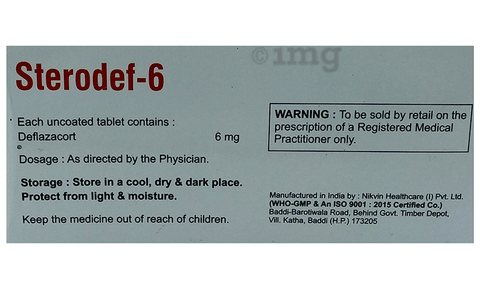 ©img
Sterodef-6
Each uncoated tablet contains :
Deflazacort 6 mg
Dosage : As directed by the Physician.
Storage : Store in a cool, dry & dark place.
Protect from light & moisture.
Keep the medicine out of reach of children.
WARNING : To be sold by retail on the
prescription of a Registered Medical
Practitioner only.
Manufactured in India by : Nikvin Healthcare (I) Pvt. Ltd.
(WHO-GMP & An ISO 9001 : 2015 Certified Co.)
Baddi-Barotiwala Road, Behind Govt. Timber Depot,
Vill. Katha, Baddi (H.P.) 173205